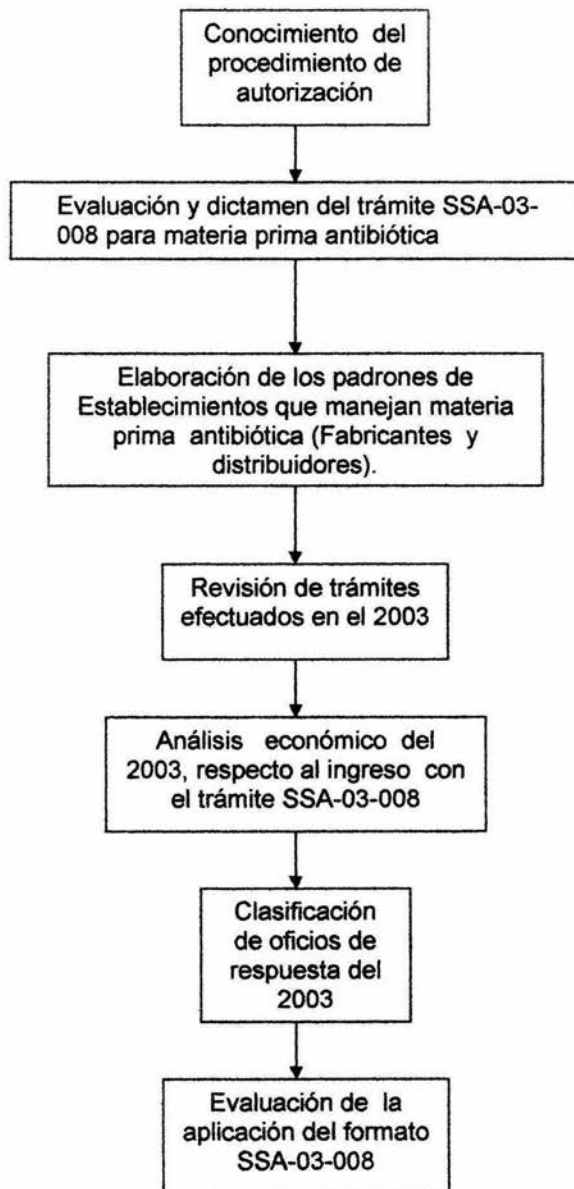 Conocimiento del
procedimiento de
autorización
Evaluación y dictamen del trámite SSA-03-
008 para materia prima antibiótica
Elaboración de los padrones de
Establecimientos que manejan materia
prima antibiótica (Fabricantes y
distribuidores).
Revisión de trámites
efectuados en el 2003
Análisis económico del
2003, respecto al ingreso con
el trámite SSA-03-008
Clasificación
de oficios de
respuesta del
2003
Evaluación de la
aplicación del formato
SSA-03-008